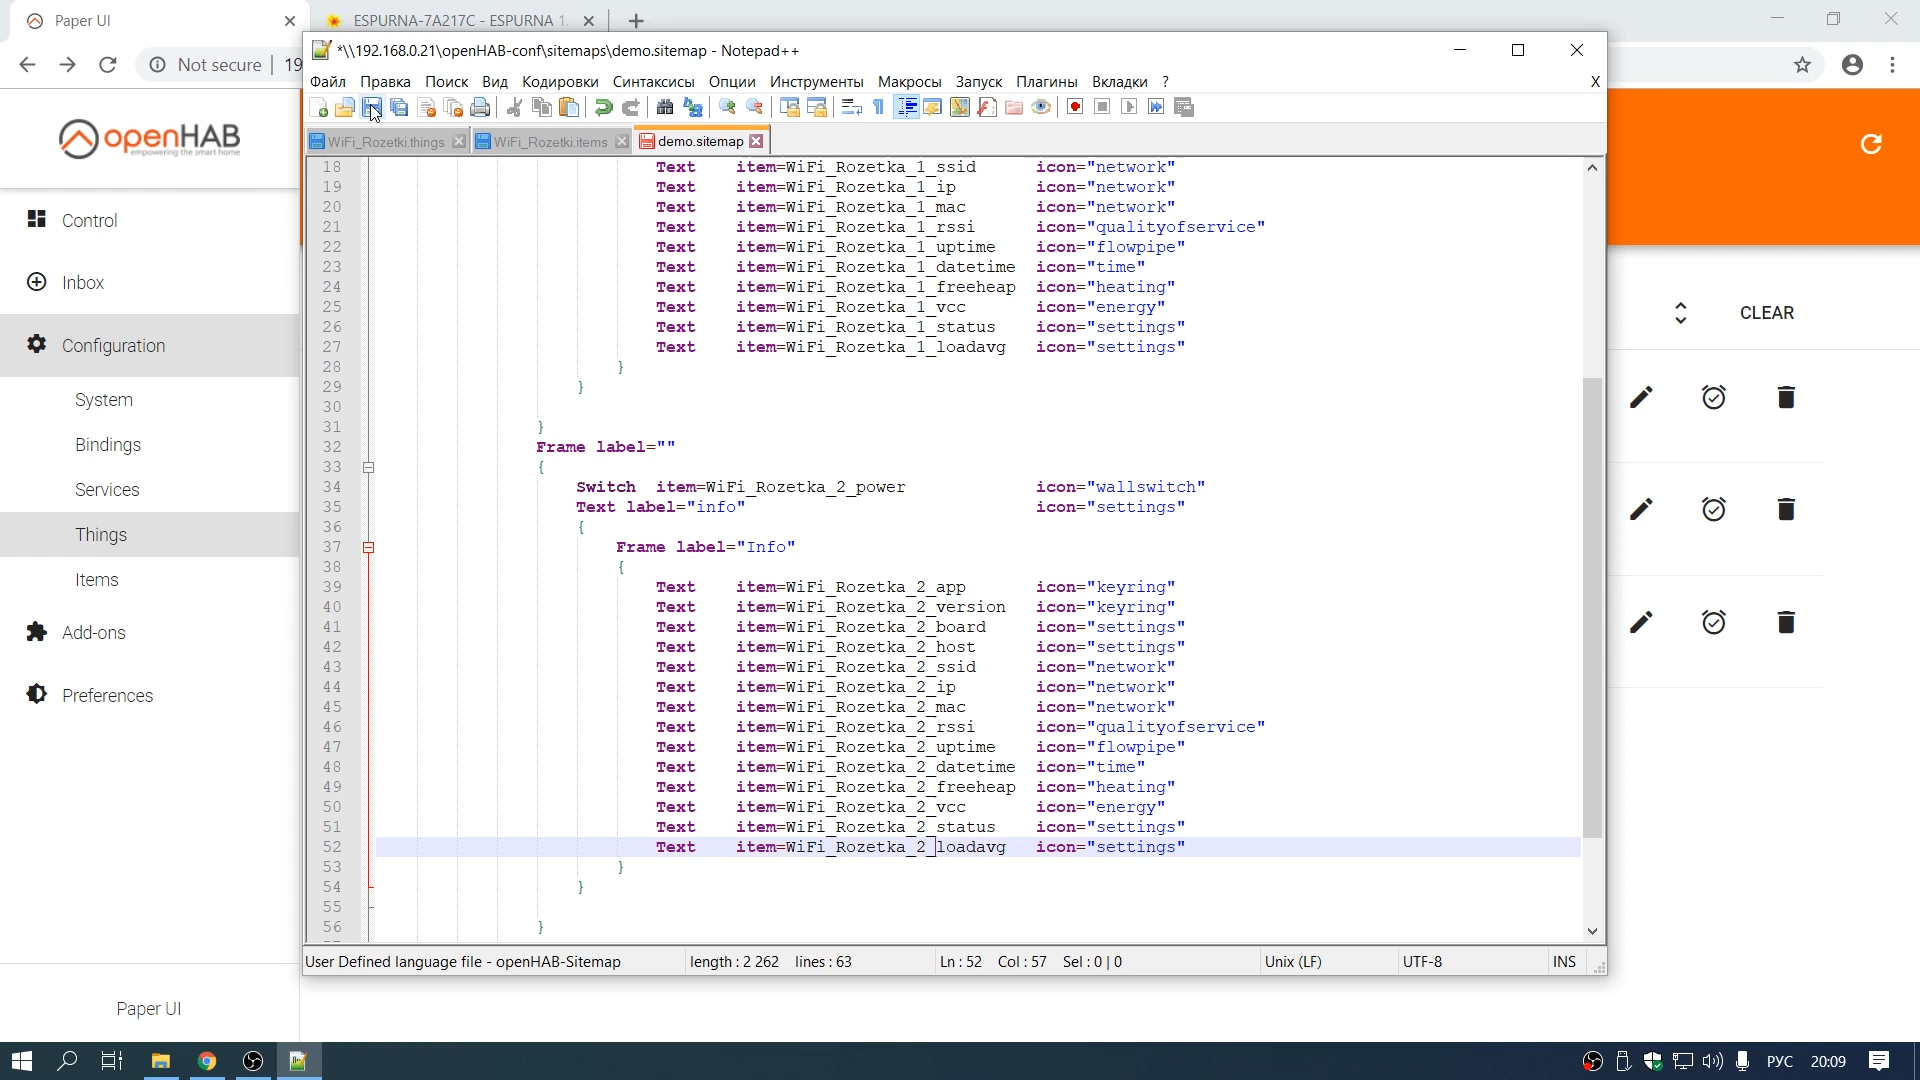 Paper UI
ESPURNA-7A217C - ESPURNA 1.
Not secure
19
*\\192.168.0.21\openHAB-conf\sitemaps\demo.sitemap - Notepad++
Файл Правка Поиск Вид Кодировки Синтаксисы Опции Инструменты Макросы Запуск Плагины Вкладки ? X
WiFi_Rozetki.things WiFi_Rozetki.items demo.sitemap
openHAB
empowering the smart home
Control
Inbox
Configuration
System
Bindings
Services
Things
Items
Add-ons
Preferences
Paper UI
CLEAR
18 Text item=WiFi_Rozetka_1_ssid icon="network"
19 Text item=WiFi_Rozetka_1_ip icon="network"
20 Text item=WiFi_Rozetka_1_mac icon="network"
21 Text item=WiFi_Rozetka_1_rssi icon="qualityofservice"
22 Text item=WiFi_Rozetka_1_uptime icon="flowpipe"
23 Text item=WiFi_Rozetka_1_datetime icon="time"
24 Text item=WiFi_Rozetka_1_freeheap icon="heating"
25 Text item=WiFi_Rozetka_1_vcc icon="energy"
26 Text item=WiFi_Rozetka_1_status icon="settings"
27 Text item=WiFi_Rozetka_1_loadavg icon="settings"
28 }
29 }
30
31 }
32 Frame label=""
33 {
34 Switch item=WiFi_Rozetka_2_power icon="wallswitch"
35 Text label="info" icon="settings"
36 {
37 Frame label="Info"
38 {
39 Text item=WiFi_Rozetka_2_app icon="keyring"
40 Text item=WiFi_Rozetka_2_version icon="keyring"
41 Text item=WiFi_Rozetka_2_board icon="settings"
42 Text item=WiFi_Rozetka_2_host icon="settings"
43 Text item=WiFi_Rozetka_2_ssid icon="network"
44 Text item=WiFi_Rozetka_2_ip icon="network"
45 Text item=WiFi_Rozetka_2_mac icon="network"
46 Text item=WiFi_Rozetka_2_rssi icon="qualityofservice"
47 Text item=WiFi_Rozetka_2_uptime icon="flowpipe"
48 Text item=WiFi_Rozetka_2_datetime icon="time"
49 Text item=WiFi_Rozetka_2_freeheap icon="heating"
50 Text item=WiFi_Rozetka_2_vcc icon="energy"
51 Text item=WiFi_Rozetka_2_status icon="settings"
52 Text item=WiFi_Rozetka_2_loadavg icon="settings"
53 }
54 }
55
56 }
User Defined language file - openHAB-Sitemap length : 2 262 lines : 63 Ln : 52 Col : 57 Sel : 0 | 0 Unix (LF) UTF-8 INS
РУС 20:09